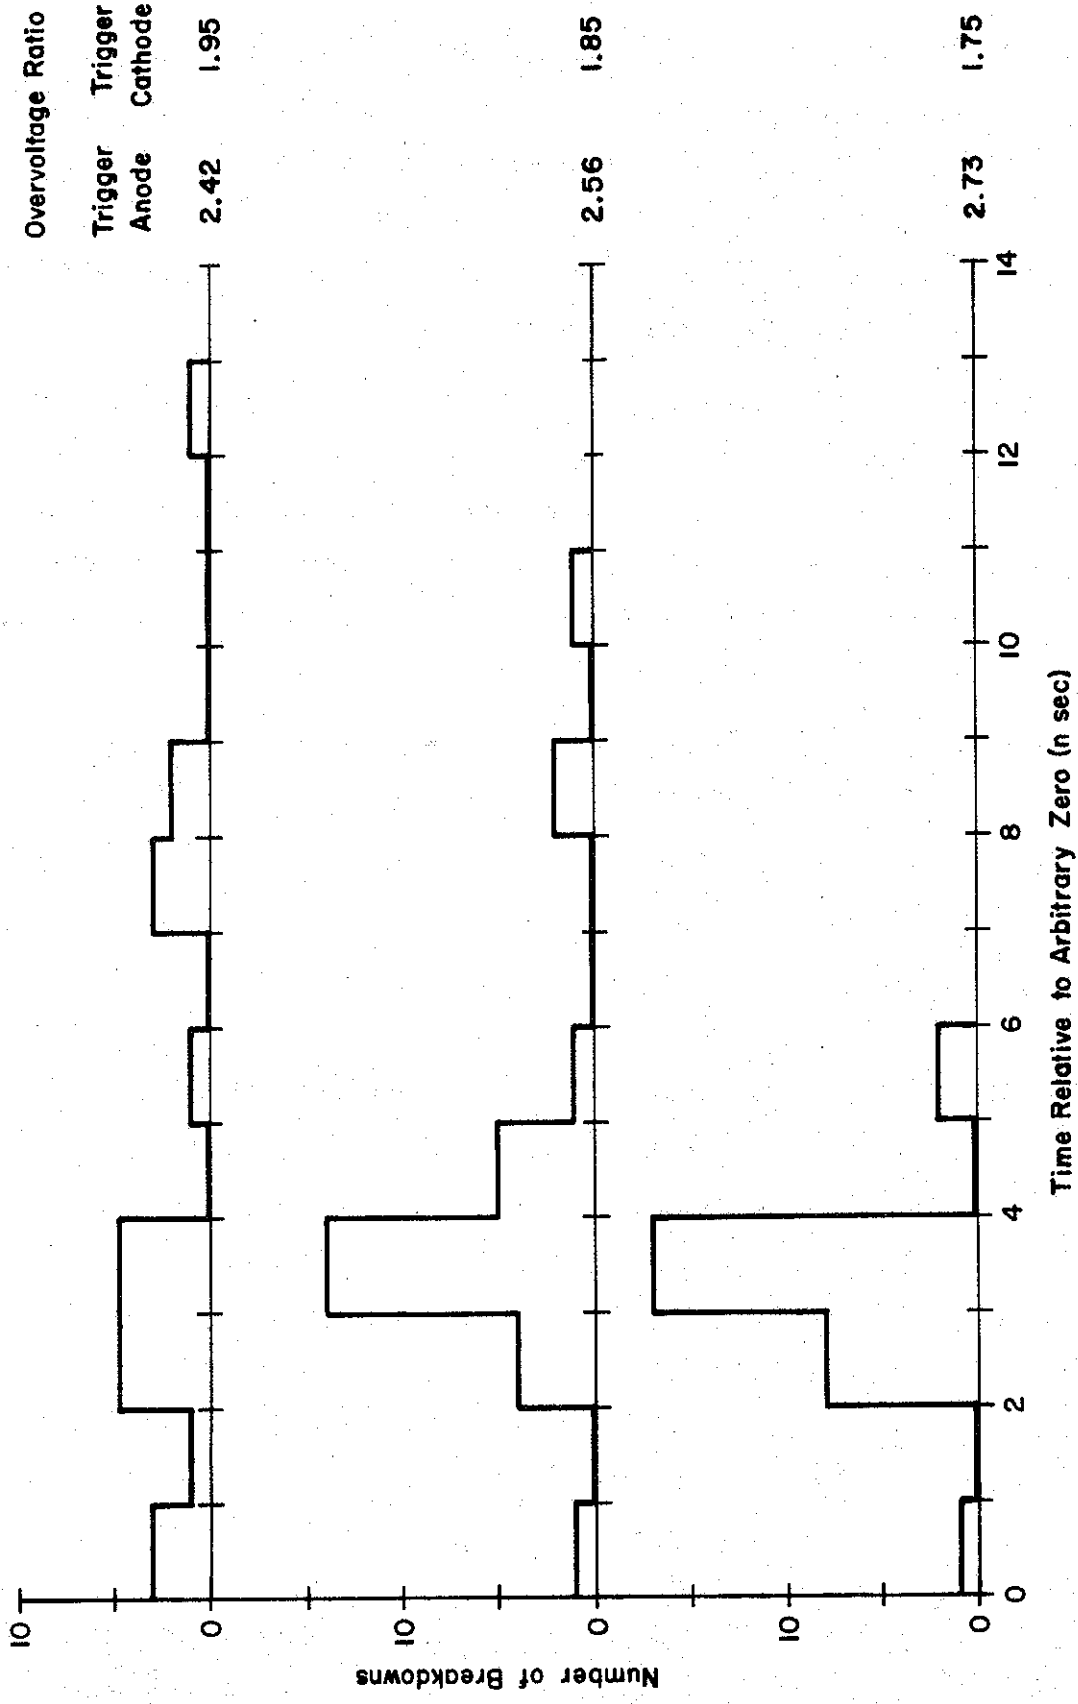 Overvoltage Ratio
Trigger Trigger
Anode Cathode
2.42 1.95
2.56 1.85
2.73 1.75
10
0
10
0
10
0
Number of Breakdowns
0 2 4 6 8 10 12 14
Time Relative to Arbitrary Zero (n sec)